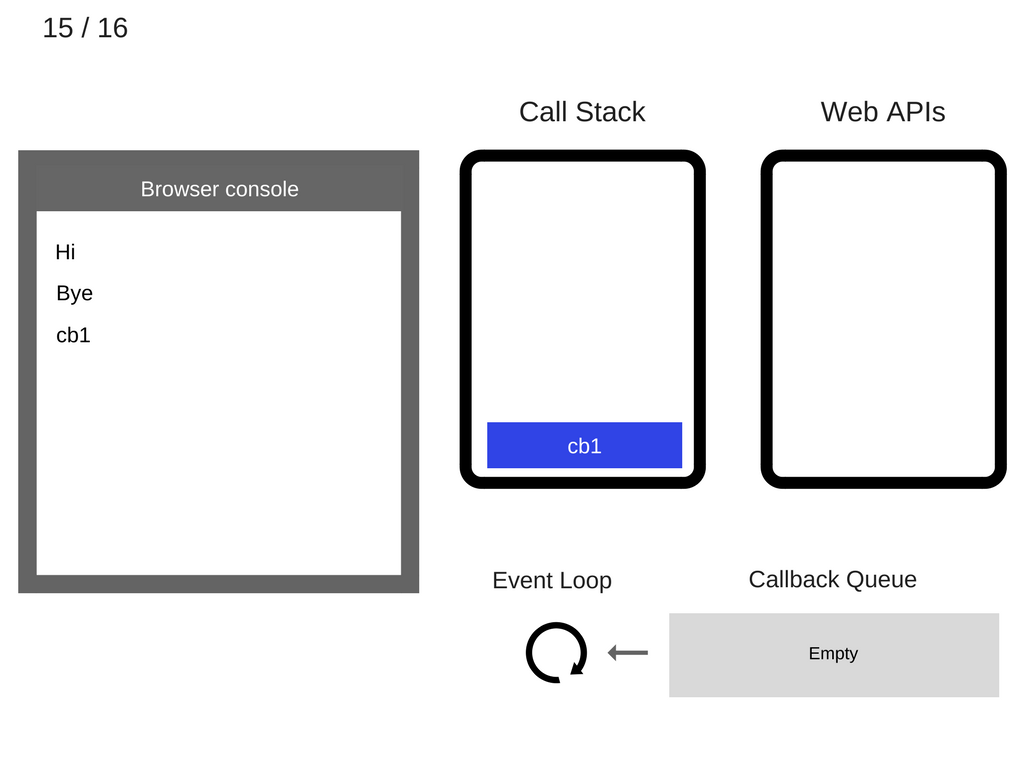 15 / 16
Call Stack
Web APIs
Browser console
Hi
Bye
cb1
cb1
Event Loop
Callback Queue
Empty